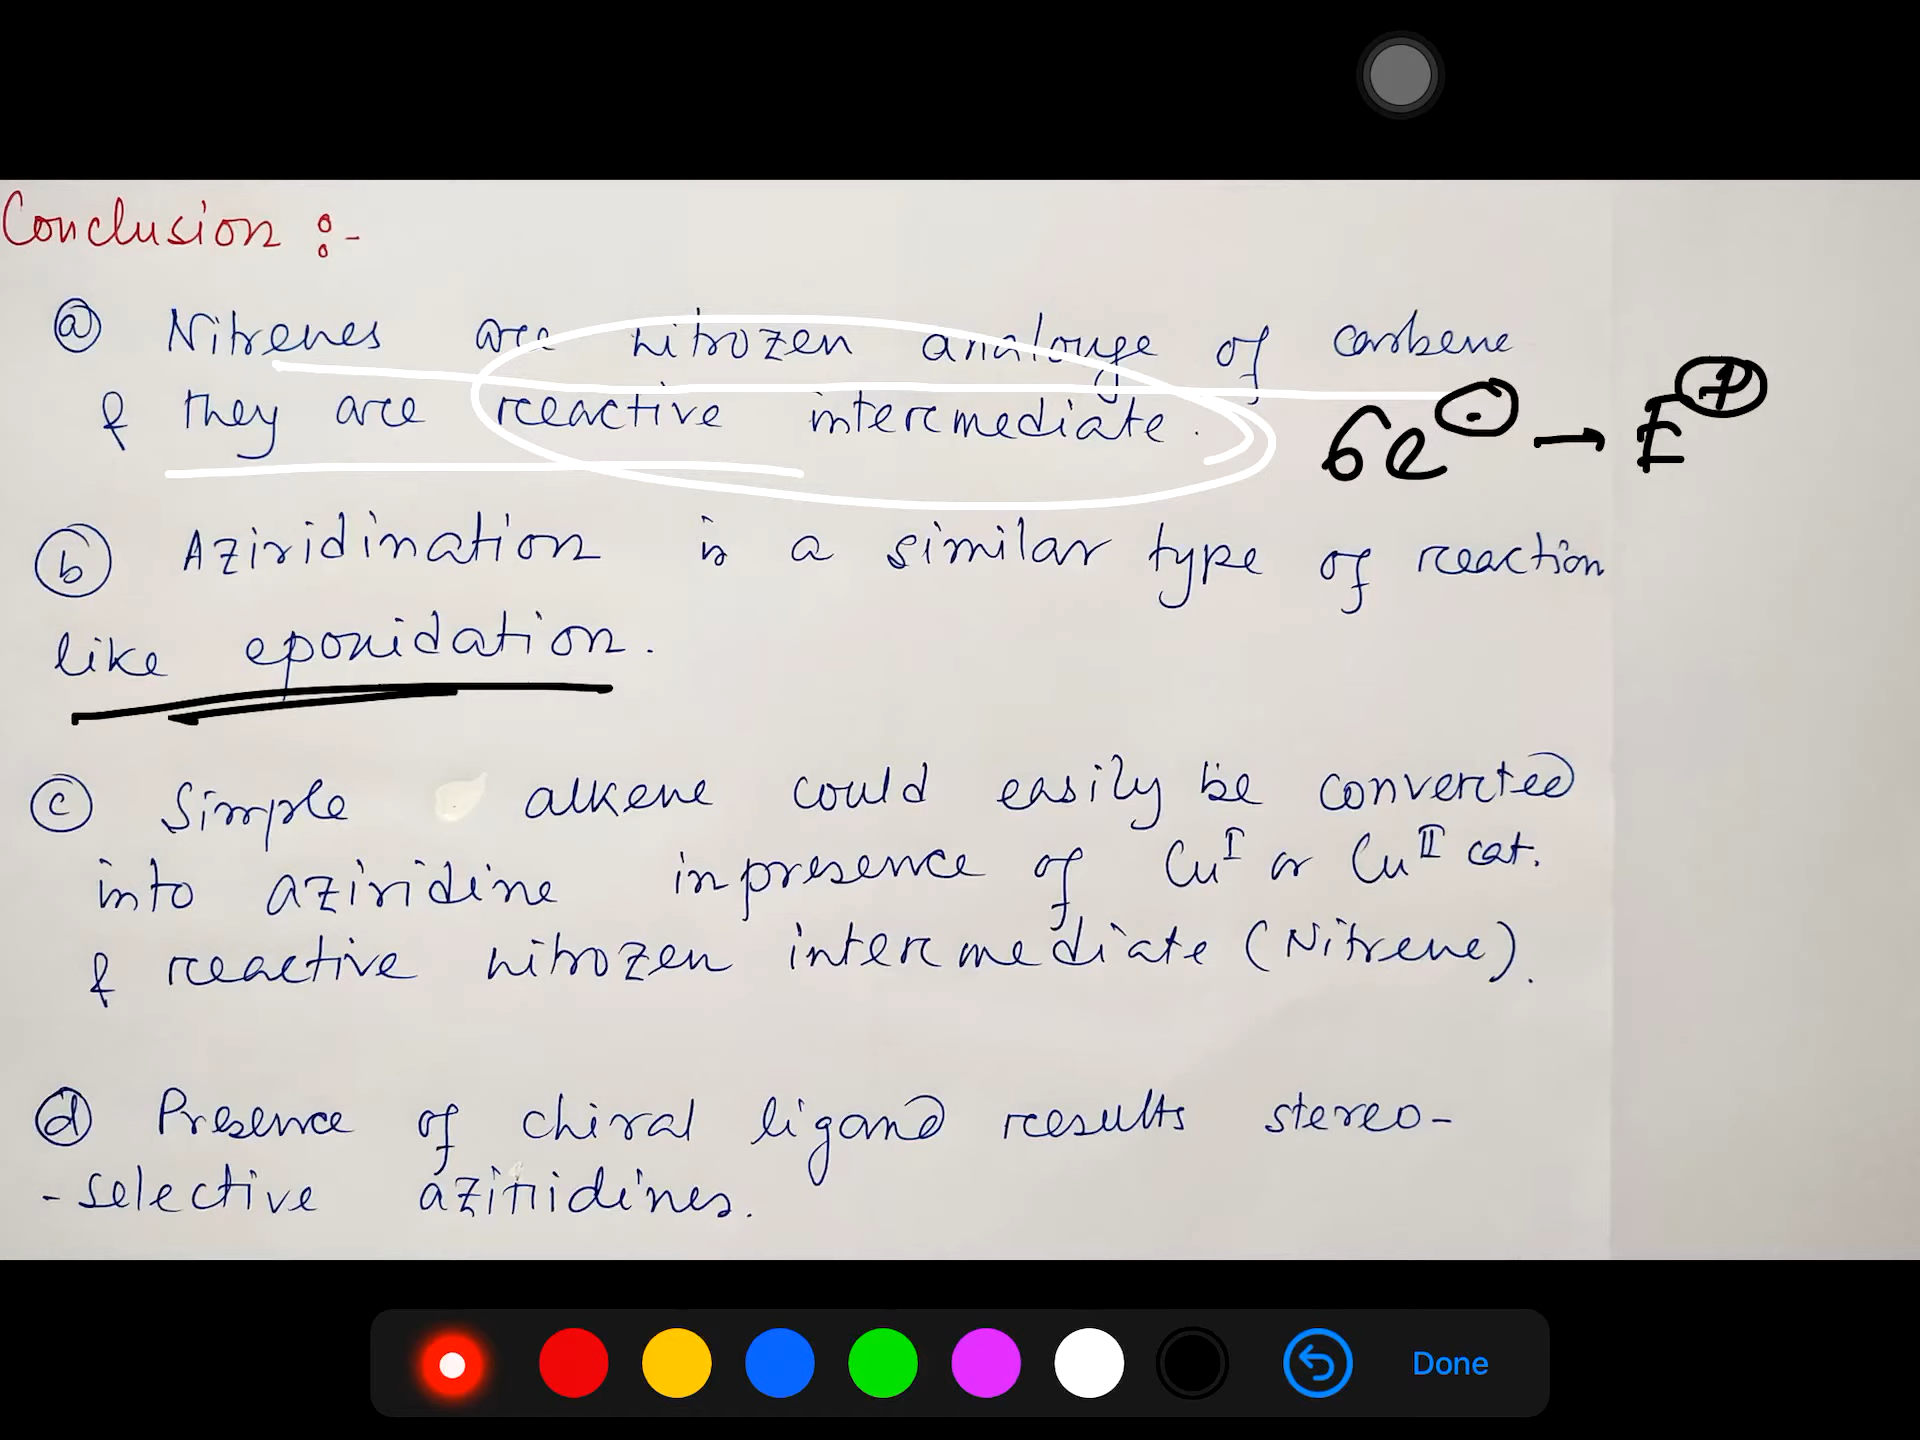 Conclusion :-
ⓐ Nitrenes are nitrozen analouge of carbene
& they are reactive intermediate.
6e⊖ → E⊕
ⓑ Aziridination is a similar type of reaction
like epoxidation.
ⓒ Simple alkene could easily be converted
into aziridine in presence of Cuᴵ or Cuᴵᴵ cat.
& reactive nitrozen intermediate (Nitrene).
ⓓ Presence of chiral ligand results stereo-
-selective aziridines.
Done